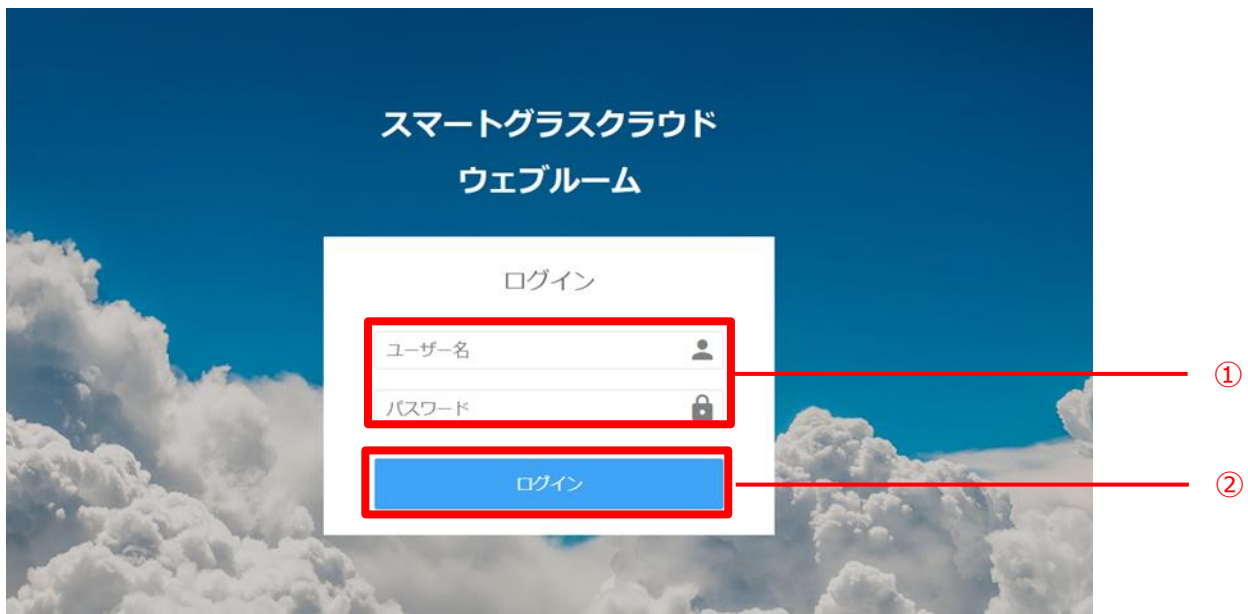 スマートグラスクラウド
ウェブルーム
ログイン
ユーザー名
①
パスワード
ログイン
②